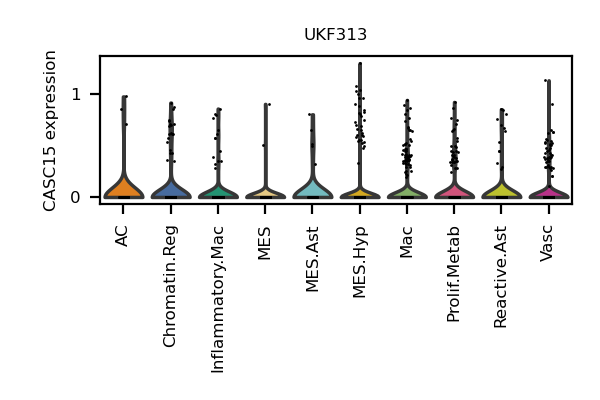 UKF313
CASC15 expression
1
0
AC
Chromatin.Reg
Inflammatory.Mac
MES
MES.Ast
MES.Hyp
Mac
Prolif.Metab
Reactive.Ast
Vasc